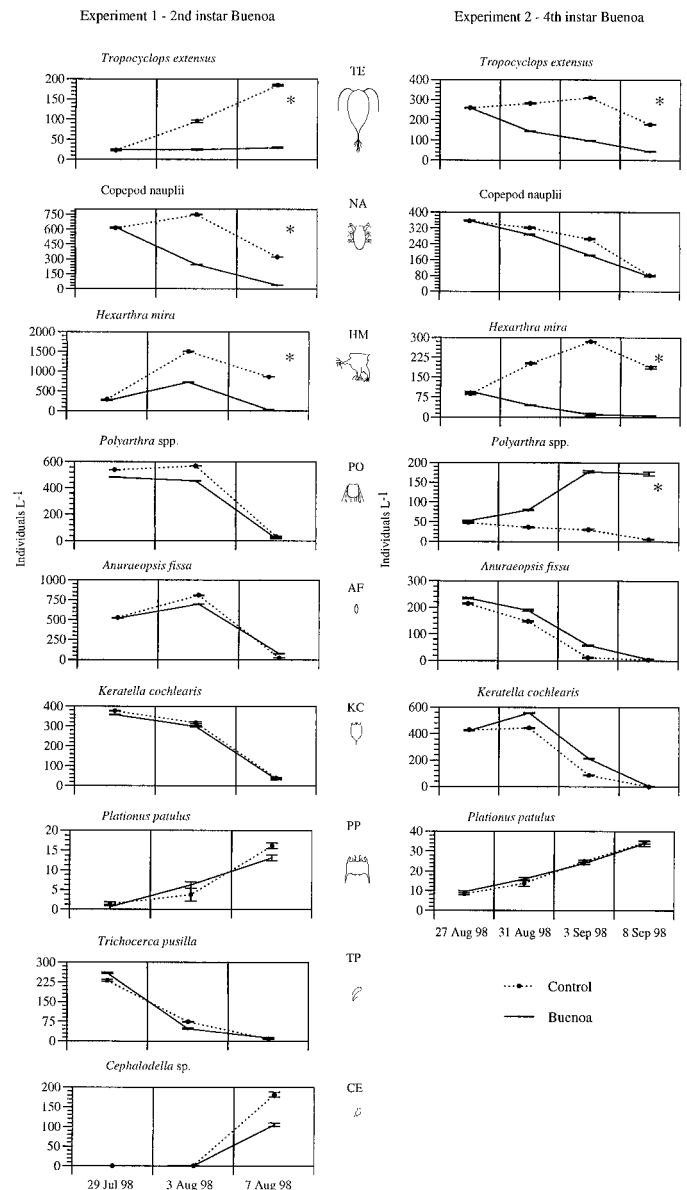 Experiment 1 - 2nd instar Buenoa
Experiment 2 - 4th instar Buenoa
Individuals L-1
Individuals L-1
Tropocyclops extensus
200
150
100
50
0
*
TE
Tropocyclops extensus
400
300
200
100
0
*
Copepod nauplii
750
600
450
300
150
0
*
NA
Copepod nauplii
400
320
240
160
80
0
Hexarthra mira
2000
1500
1000
500
0
*
HM
Hexarthra mira
300
225
150
75
0
*
Polyarthra spp.
600
400
200
0
PO
Polyarthra spp.
200
150
100
50
0
*
Anuraeopsis fissa
1000
750
500
250
0
AF
Anuraeopsis fissa
300
200
100
0
Keratella cochlearis
400
300
200
100
0
KC
Keratella cochlearis
600
400
200
0
Plationus patulus
20
15
10
5
0
PP
Plationus patulus
40
30
20
10
0
27 Aug 98 31 Aug 98 3 Sep 98 8 Sep 98
Trichocerca pusilla
300
225
150
75
0
TP
Control
Buenoa
Cephalodella sp.
200
150
100
50
0
CE
29 Jul 98 3 Aug 98 7 Aug 98